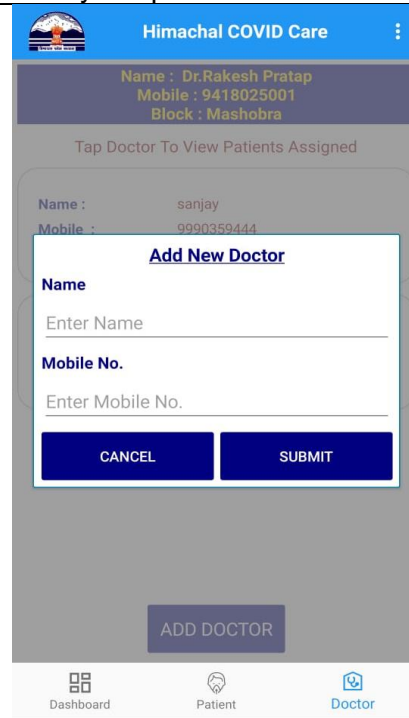 Himachal COVID Care
Name : Dr.Rakesh Pratap
Mobile : 9418025001
Block : Mashobra
Tap Doctor To View Patients Assigned
Name : sanjay
Mobile : 9990359444
Add New Doctor
Name
Enter Name
Mobile No.
Enter Mobile No.
CANCEL SUBMIT
ADD DOCTOR
Dashboard Patient Doctor